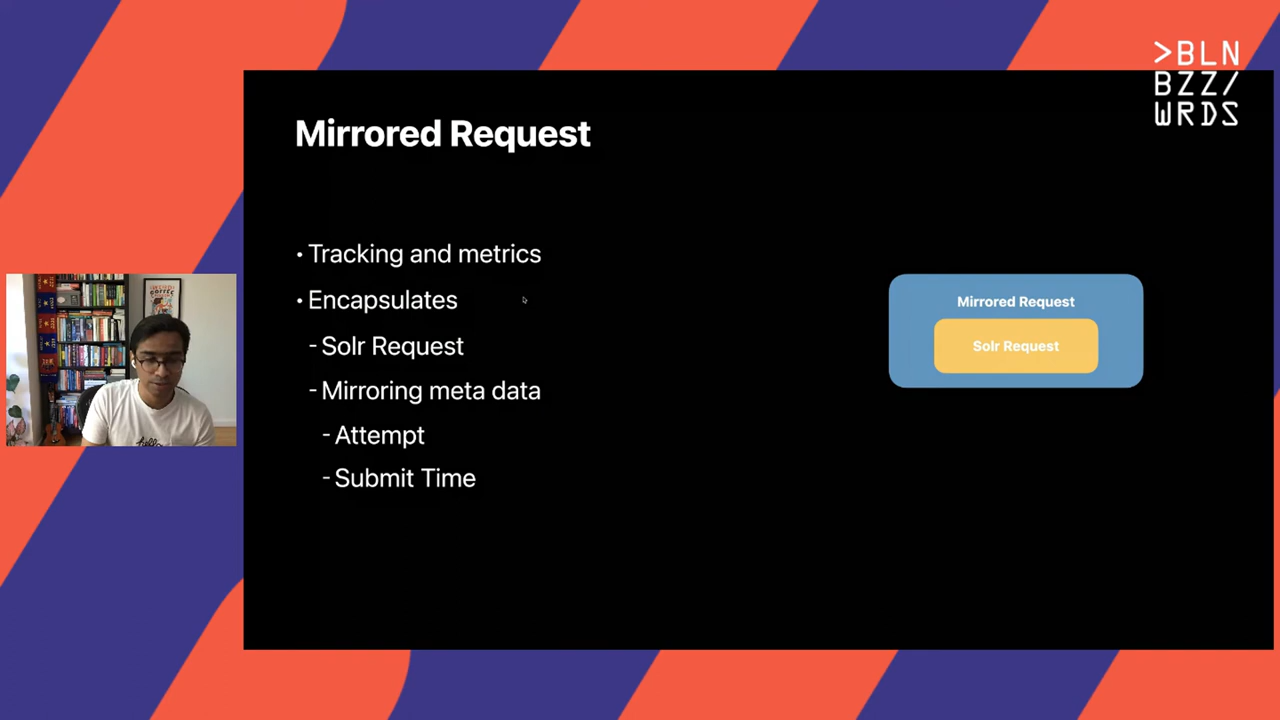 >BLN
BZZ/
WRDS
Mirrored Request
• Tracking and metrics
• Encapsulates
- Solr Request
- Mirroring meta data
- Attempt
- Submit Time
Mirrored Request
Solr Request
hello